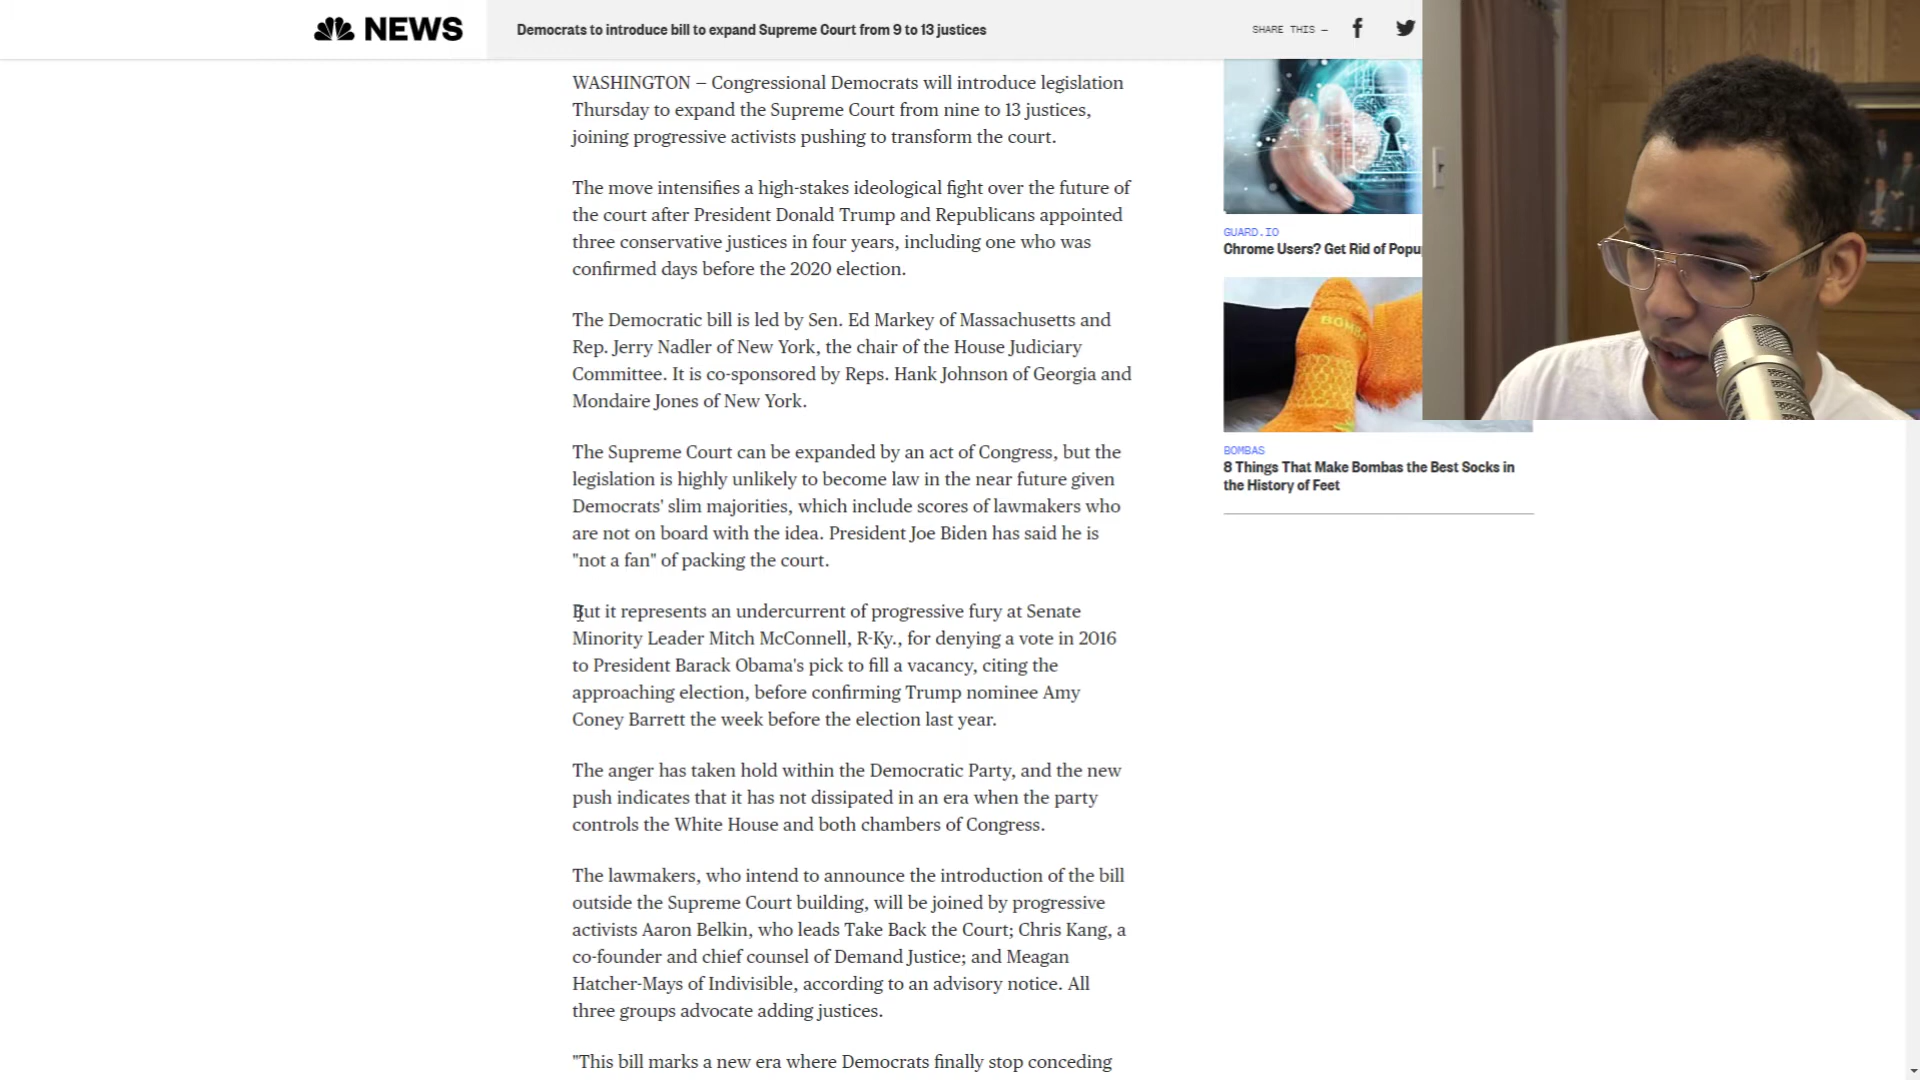 NEWS
Democrats to introduce bill to expand Supreme Court from 9 to 13 justices
SHARE THIS —
WASHINGTON — Congressional Democrats will introduce legislation
Thursday to expand the Supreme Court from nine to 13 justices,
joining progressive activists pushing to transform the court.
The move intensifies a high-stakes ideological fight over the future of
the court after President Donald Trump and Republicans appointed
three conservative justices in four years, including one who was
confirmed days before the 2020 election.
The Democratic bill is led by Sen. Ed Markey of Massachusetts and
Rep. Jerry Nadler of New York, the chair of the House Judiciary
Committee. It is co-sponsored by Reps. Hank Johnson of Georgia and
Mondaire Jones of New York.
The Supreme Court can be expanded by an act of Congress, but the
legislation is highly unlikely to become law in the near future given
Democrats' slim majorities, which include scores of lawmakers who
are not on board with the idea. President Joe Biden has said he is
"not a fan" of packing the court.
But it represents an undercurrent of progressive fury at Senate
Minority Leader Mitch McConnell, R-Ky., for denying a vote in 2016
to President Barack Obama's pick to fill a vacancy, citing the
approaching election, before confirming Trump nominee Amy
Coney Barrett the week before the election last year.
The anger has taken hold within the Democratic Party, and the new
push indicates that it has not dissipated in an era when the party
controls the White House and both chambers of Congress.
The lawmakers, who intend to announce the introduction of the bill
outside the Supreme Court building, will be joined by progressive
activists Aaron Belkin, who leads Take Back the Court; Chris Kang, a
co-founder and chief counsel of Demand Justice; and Meagan
Hatcher-Mays of Indivisible, according to an advisory notice. All
three groups advocate adding justices.
"This bill marks a new era where Democrats finally stop conceding
GUARD.IO
Chrome Users? Get Rid of Popu
BOMBAS
8 Things That Make Bombas the Best Socks in
the History of Feet